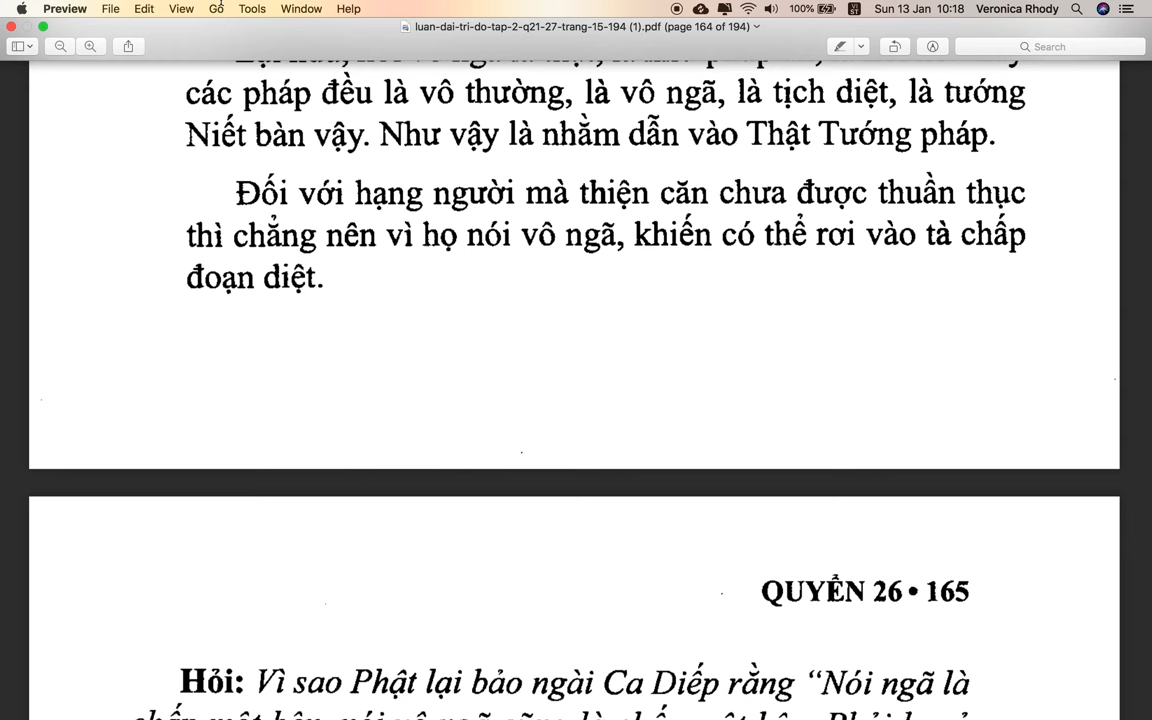 Preview File Edit View Go Tools Window Help 100% VI ST Sun 13 Jan 10:18 Veronica Rhody
luan-dai-tri-do-tap-2-q21-27-trang-15-194 (1).pdf (page 164 of 194)
Search
các pháp đều là vô thường, là vô ngã, là tịch diệt, là tướng
Niết bàn vậy. Như vậy là nhằm dẫn vào Thật Tướng pháp.
Đối với hạng người mà thiện căn chưa được thuần thục
thì chẳng nên vì họ nói vô ngã, khiến có thể rơi vào tà chấp
đoạn diệt.
QUYỂN 26 • 165
Hỏi: Vì sao Phật lại bảo ngài Ca Diếp rằng “Nói ngã là